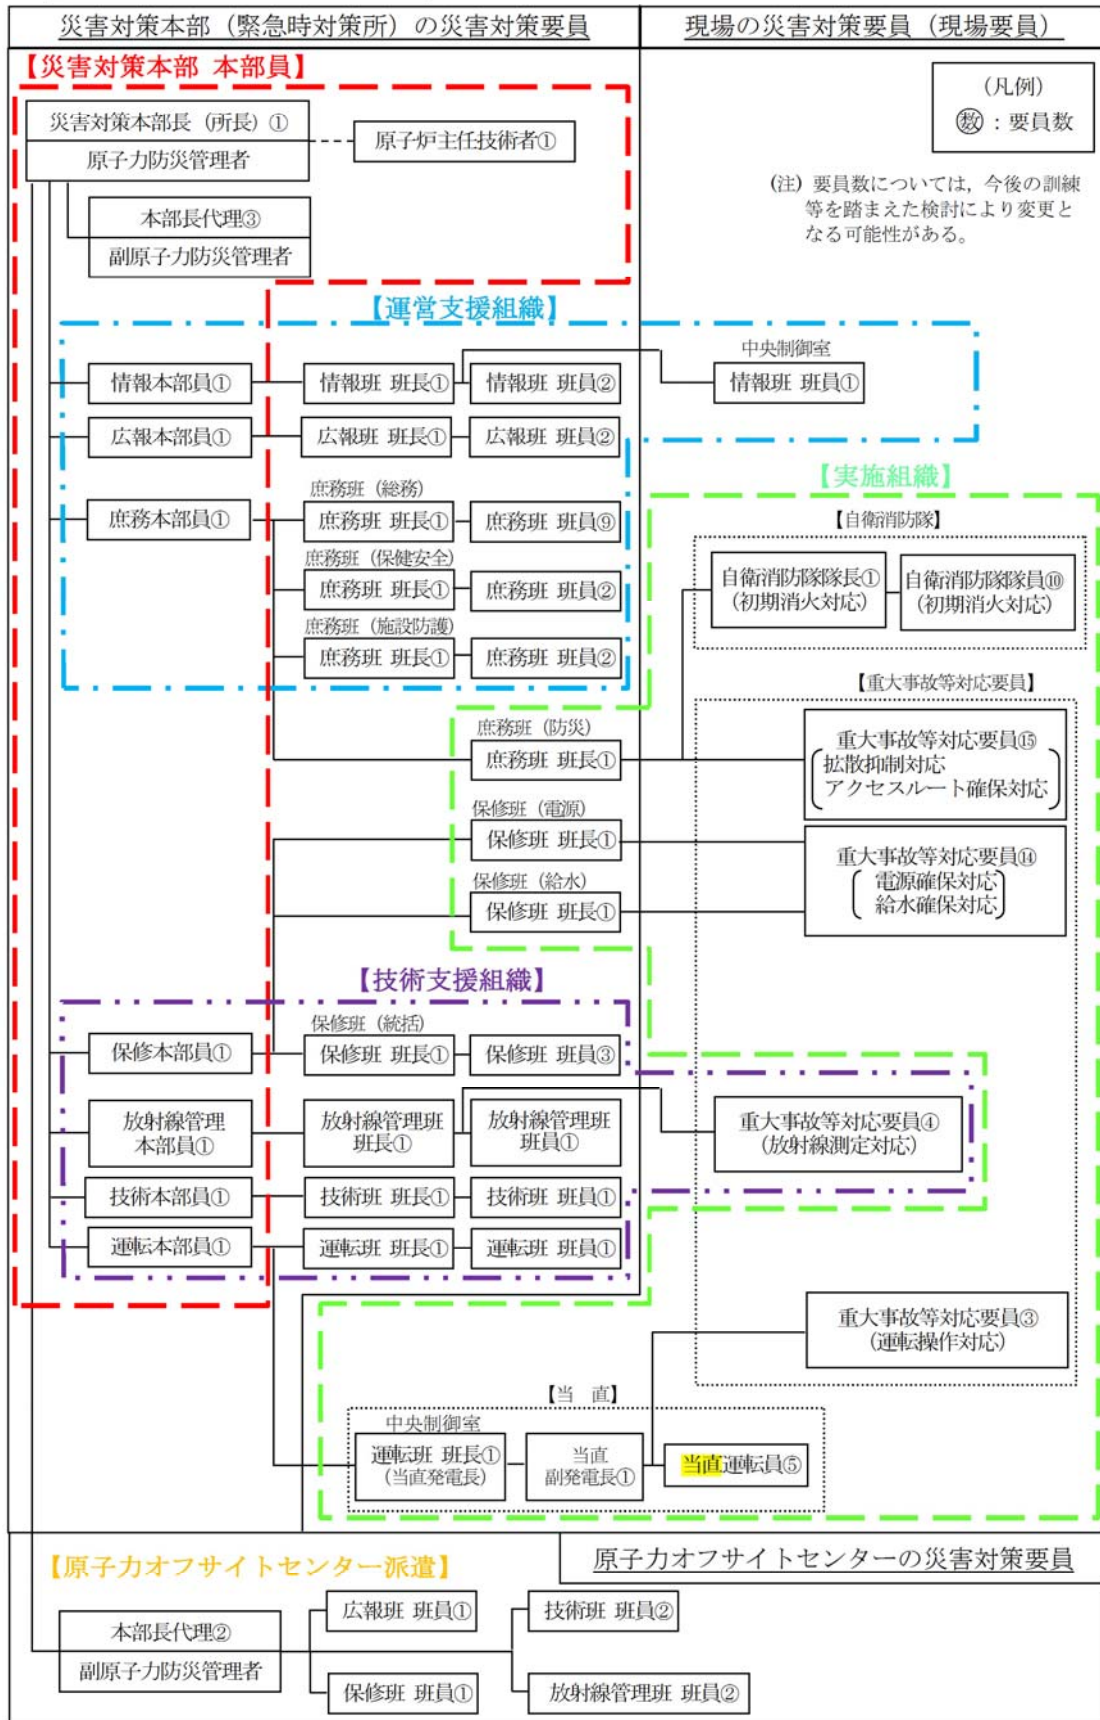 災害対策本部（緊急時対策所）の災害対策要員
現場の災害対策要員（現場要員）
【災害対策本部 本部員】
災害対策本部長（所長）①
原子力防災管理者
原子炉主任技術者①
本部長代理③
副原子力防災管理者
（凡例）
数：要員数
(注) 要員数については，今後の訓練
等を踏まえた検討により変更と
なる可能性がある。
【運営支援組織】
中央制御室
情報本部員①
情報班 班長①
情報班 班員②
情報班 班員①
広報本部員①
広報班 班長①
広報班 班員②
庶務班（総務）
庶務本部員①
庶務班 班長①
庶務班 班員⑨
庶務班（保健安全）
庶務班 班長①
庶務班 班員②
庶務班（施設防護）
庶務班 班長①
庶務班 班員②
【実施組織】
【自衛消防隊】
自衛消防隊隊長①
(初期消火対応)
自衛消防隊隊員⑩
(初期消火対応)
【重大事故等対応要員】
庶務班（防災）
庶務班 班長①
重大事故等対応要員⑮
拡散抑制対応
アクセスルート確保対応
保修班（電源）
保修班 班長①
保修班（給水）
保修班 班長①
重大事故等対応要員⑭
電源確保対応
給水確保対応
【技術支援組織】
保修班（統括）
保修本部員①
保修班 班長①
保修班 班員③
放射線管理
本部員①
放射線管理班
班長①
放射線管理班
班員①
重大事故等対応要員④
(放射線測定対応)
技術本部員①
技術班 班長①
技術班 班員①
運転本部員①
運転班 班長①
運転班 班員①
重大事故等対応要員③
(運転操作対応)
【当　直】
中央制御室
運転班 班長①
(当直発電長)
当直
副発電長①
当直運転員⑤
原子力オフサイトセンターの災害対策要員
【原子力オフサイトセンター派遣】
本部長代理②
副原子力防災管理者
広報班 班員①
技術班 班員②
保修班 班員①
放射線管理班 班員②